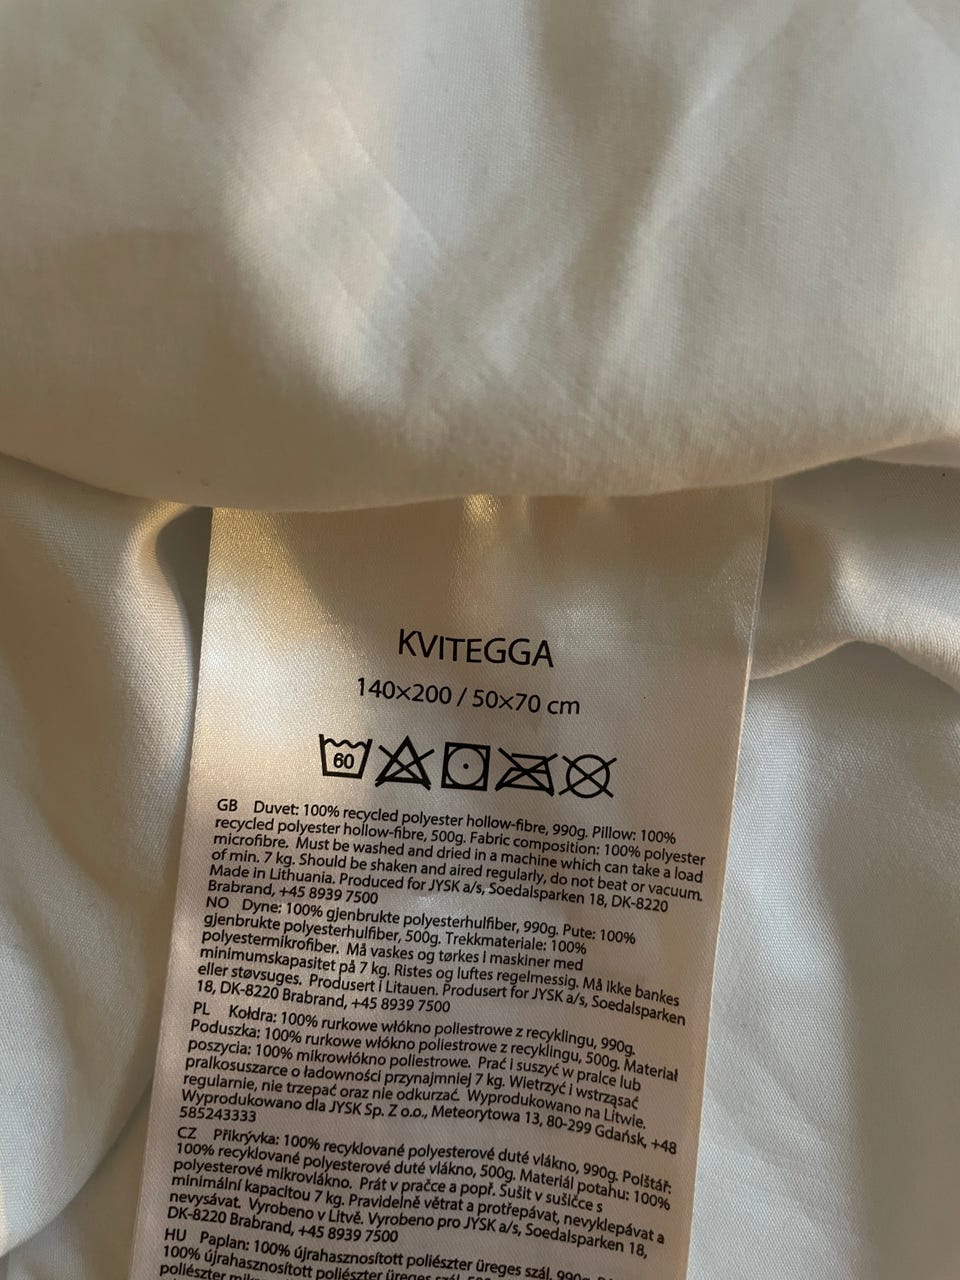 KVITEGGA
140×200 / 50×70 cm
60
GB Duvet: 100% recycled polyester hollow-fibre, 990g. Pillow: 100%
recycled polyester hollow-fibre, 500g. Fabric composition: 100% polyester
microfibre. Must be washed and dried in a machine which can take a load
of min. 7 kg. Should be shaken and aired regularly, do not beat or vacuum.
Made in Lithuania. Produced for JYSK a/s, Soedalsparken 18, DK-8220
Brabrand, +45 8939 7500
NO Dyne: 100% gjenbrukte polyesterhulfiber, 990g. Pute: 100%
gjenbrukte polyesterhulfiber, 500g. Trekkmateriale: 100%
polyestermikrofiber. Må vaskes og tørkes i maskiner med
minimumskapasitet på 7 kg. Ristes og luftes regelmessig. Må ikke bankes
eller støvsuges. Produsert i Litauen. Produsert for JYSK a/s, Soedalsparken
18, DK-8220 Brabrand, +45 8939 7500
PL Kołdra: 100% rurkowe włókno poliestrowe z recyklingu, 990g.
Poduszka: 100% rurkowe włókno poliestrowe z recyklingu, 500g. Materiał
poszycia: 100% mikrowłókno poliestrowe. Prać i suszyć w pralce lub
pralkosuszarce o ładowności przynajmniej 7 kg. Wietrzyć i wstrząsać
regularnie, nie trzepać oraz nie odkurzać. Wyprodukowano na Litwie.
Wyprodukowano dla JYSK Sp. Z o.o., Meteorytowa 13, 80-299 Gdańsk, +48
585243333
CZ Přikrývka: 100% recyklované polyesterové duté vlákno, 990g. Polštář:
100% recyklované polyesterové duté vlákno, 500g. Materiál potahu: 100%
polyesterové mikrovlákno. Prát v pračce a popř. Sušit v sušičce s
minimální kapacitou 7 kg. Pravidelně větrat a protřepávat, nevyklepávat a
nevysávat. Vyrobeno v Litvě. Vyrobeno pro JYSK a/s, Soedalsparken 18,
DK-8220 Brabrand, +45 8939 7500
HU Paplan: 100% újrahasznosított poliészter üreges szál, 990g.
100% újrahasznosított poliészter üreges szál, 500g.
poliészter